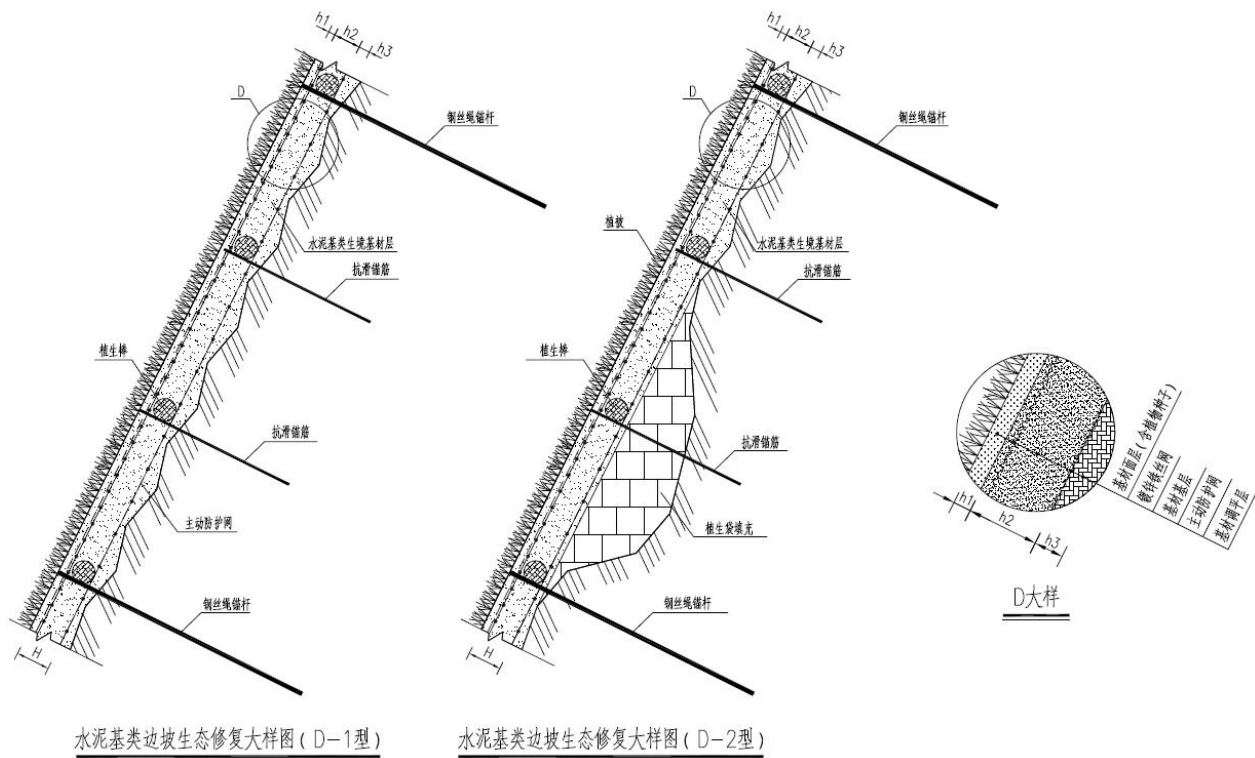 h1
h2
h3
D
钢丝绳锚杆
水泥基类生境基材层
抗滑锚筋
植生棒
抗滑锚筋
主动防护网
钢丝绳锚杆
H
水泥基类边坡生态修复大样图(D-1型)
h1
h2
h3
D
钢丝绳锚杆
植被
水泥基类生境基材层
抗滑锚筋
植生棒
抗滑锚筋
植生袋填充
钢丝绳锚杆
H
水泥基类边坡生态修复大样图(D-2型)
基材面层(含植物种子)
镀锌铁丝网
基材基层
主动防护网
基材调平层
h1
h2
h3
D大样